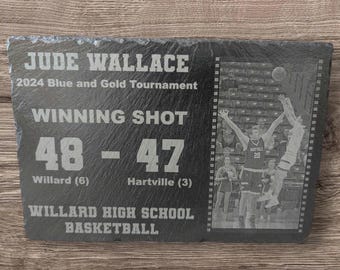 JUDE WALLACE
2024 Blue and Gold Tournament
WINNING SHOT
48 - 47
Willard (6) Hartville (3)
WILLARD HIGH SCHOOL
BASKETBALL